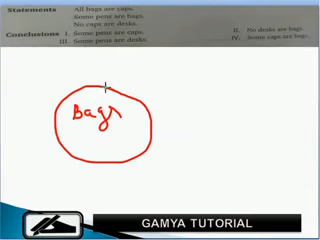 Statements All bags are caps.
Some pens are bags.
No caps are desks.
Conclusions I. Some pens are caps. II. No desks are bags.
III. Some pens are desks. IV. Some caps are bags.
Bags
GAMYA TUTORIAL